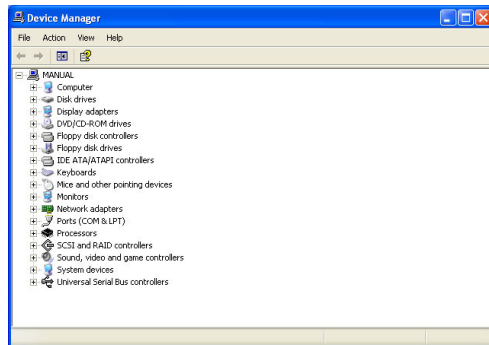 Device Manager
File Action View Help
MANUAL
Computer
Disk drives
Display adapters
DVD/CD-ROM drives
Floppy disk controllers
Floppy disk drives
IDE ATA/ATAPI controllers
Keyboards
Mice and other pointing devices
Monitors
Network adapters
Ports (COM & LPT)
Processors
SCSI and RAID controllers
Sound, video and game controllers
System devices
Universal Serial Bus controllers